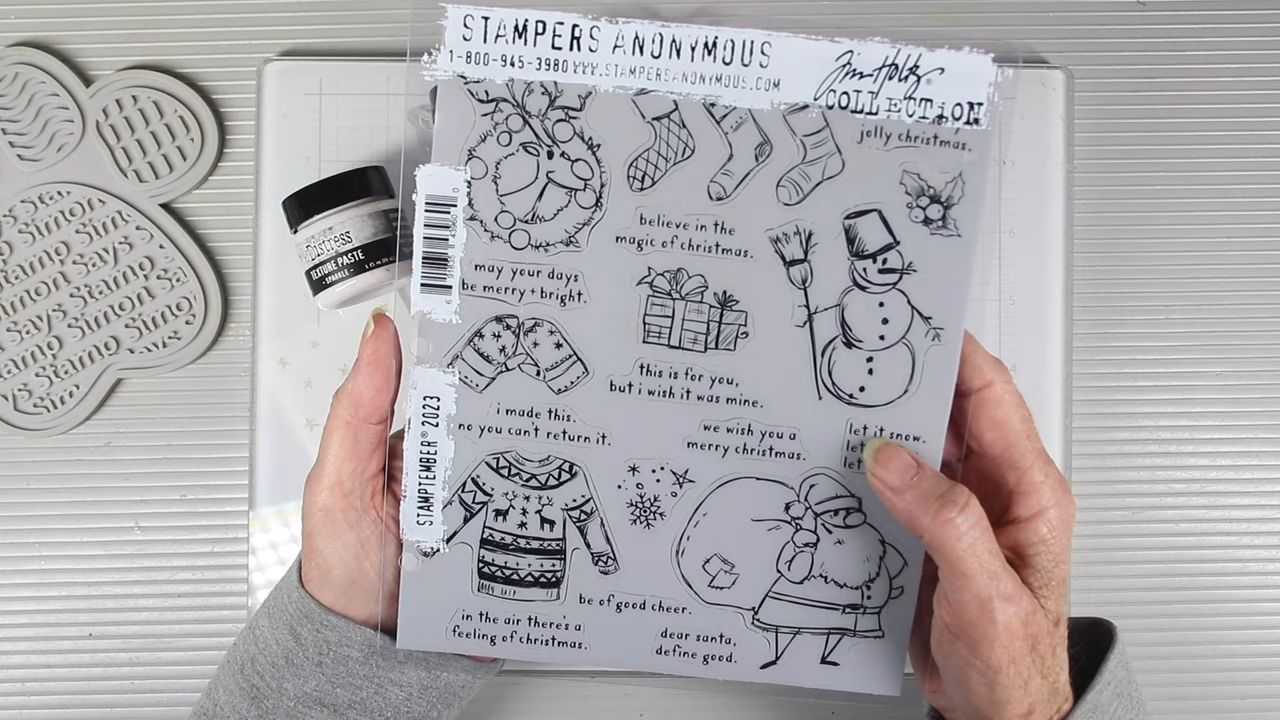 STAMPERS ANONYMOUS
1-800-945-3980 WWW.STAMPERSANONYMOUS.COM
Tim Holtz
COLLECTION
jolly christmas.
believe in the
magic of christmas.
may your days
be merry + bright.
this is for you,
but i wish it was mine.
i made this.
no you can't return it.
we wish you a
merry christmas.
let it snow.
let
let
be of good cheer.
in the air there's a
feeling of christmas.
dear santa,
define good.
STAMPTEMBER® 2023
Distress
TEXTURE PASTE
- SPARKLE -
Stamp Simon
Says Stamp